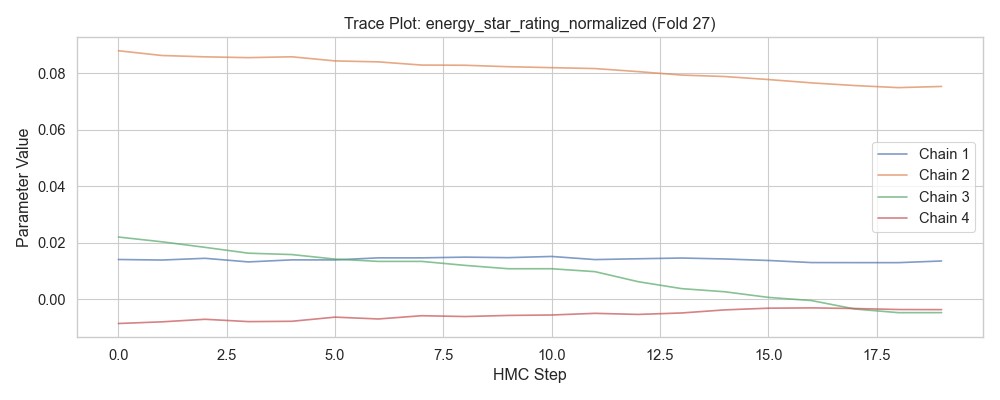 Trace Plot: energy_star_rating_normalized (Fold 27)
Parameter Value
0.08
0.06
0.04
0.02
0.00
Chain 1
Chain 2
Chain 3
Chain 4
0.0 2.5 5.0 7.5 10.0 12.5 15.0 17.5
HMC Step